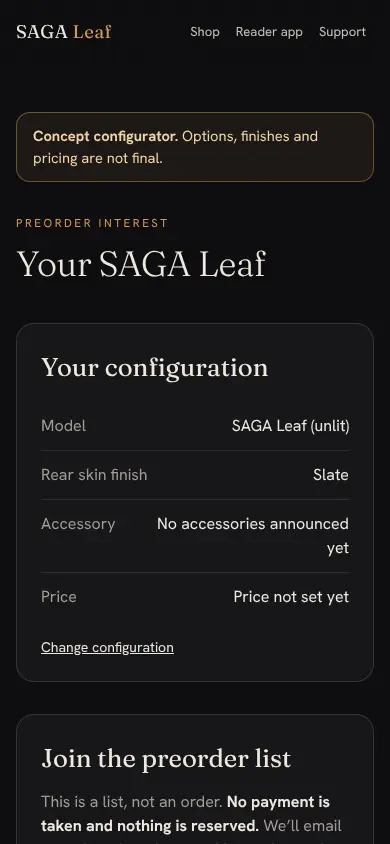 SAGA Leaf
Shop Reader app Support
Concept configurator. Options, finishes and
pricing are not final.
PREORDER INTEREST
Your SAGA Leaf
Your configuration
Model SAGA Leaf (unlit)
Rear skin finish Slate
Accessory No accessories announced
yet
Price Price not set yet
Change configuration
Join the preorder list
This is a list, not an order. No payment is
taken and nothing is reserved. We’ll email